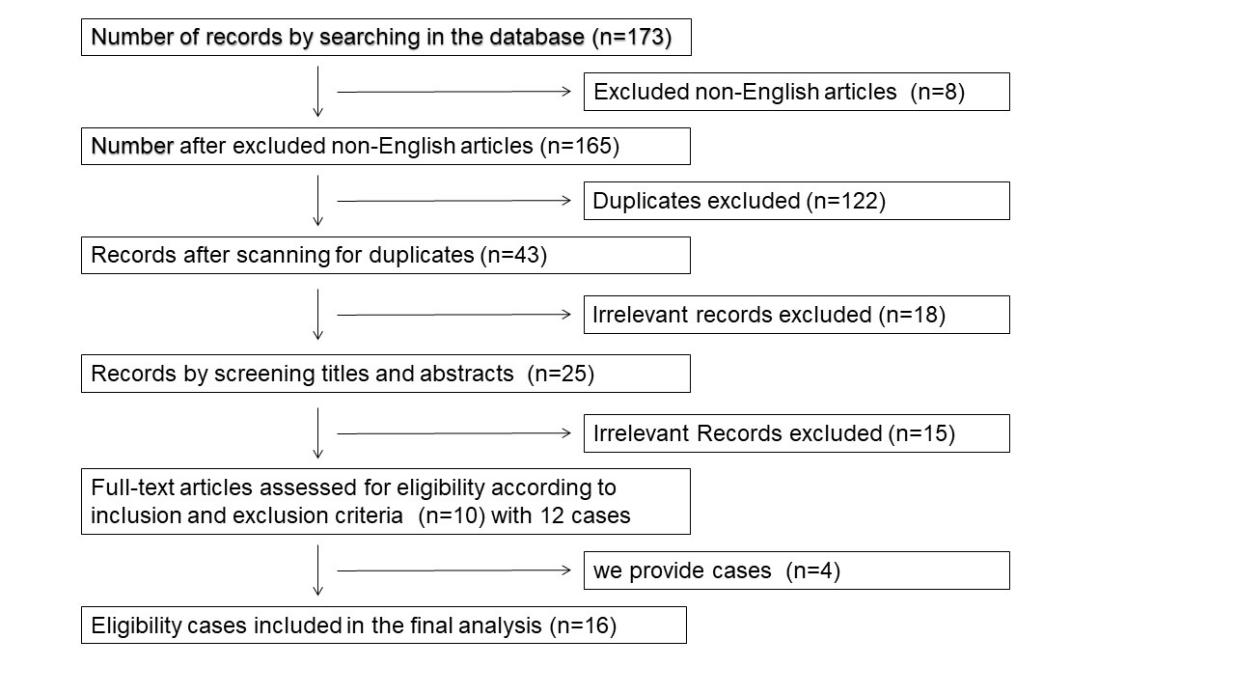 Number of records by searching in the database (n=173)
Excluded non-English articles (n=8)
Number after excluded non-English articles (n=165)
Duplicates excluded (n=122)
Records after scanning for duplicates (n=43)
Irrelevant records excluded (n=18)
Records by screening titles and abstracts (n=25)
Irrelevant Records excluded (n=15)
Full-text articles assessed for eligibility according to
inclusion and exclusion criteria (n=10) with 12 cases
we provide cases (n=4)
Eligibility cases included in the final analysis (n=16)